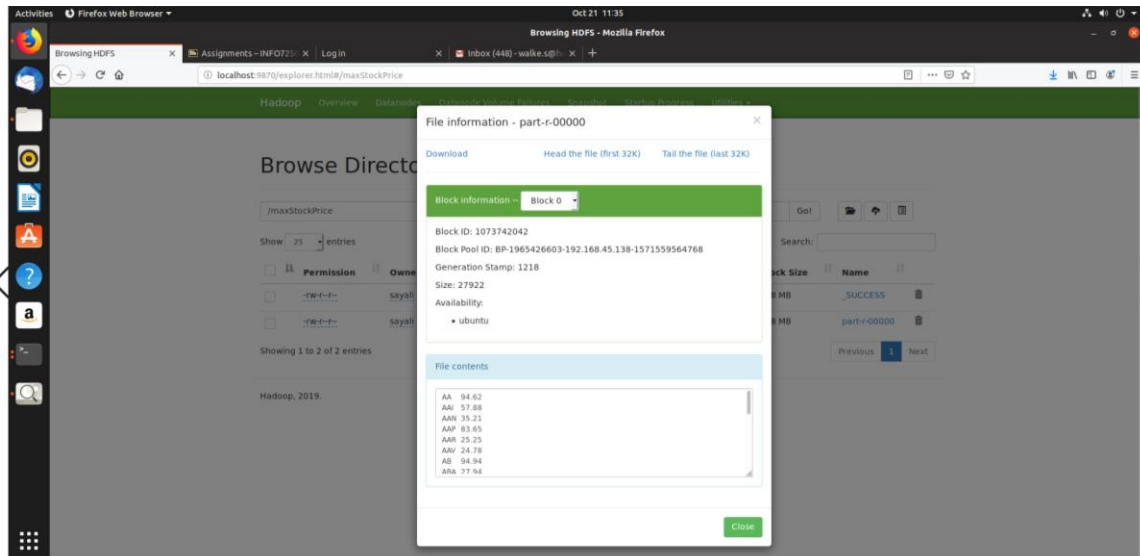 Activities Firefox Web Browser Oct 21 11:35
Browsing HDFS - Mozilla Firefox
Browsing HDFS Assignments – INFO725 Log in Inbox (448) - walke.s@h
localhost:9870/explorer.html#/maxStockPrice
Hadoop Overview Datanodes Datanode Volume Failures Snapshot Startup Progress Utilities
File information - part-r-00000
Download Head the file (first 32K) Tail the file (last 32K)
Browse Directo
Block information -- Block 0
/maxStockPrice Go!
Block ID: 1073742042
Block Pool ID: BP-1965426603-192.168.45.138-1571559564768
Show 25 entries Search:
Generation Stamp: 1218
Permission Owne ock Size Name
Size: 27922
-rw-r--r-- sayali 8 MB _SUCCESS
Availability:
ubuntu
-rw-r--r-- sayali 8 MB part-r-00000
Showing 1 to 2 of 2 entries Previous 1 Next
File contents
Hadoop, 2019.
AA 94.62
AAI 57.88
AAN 35.21
AAP 83.65
AAR 25.25
AAV 24.78
AB 94.94
ABA 27.94
Close